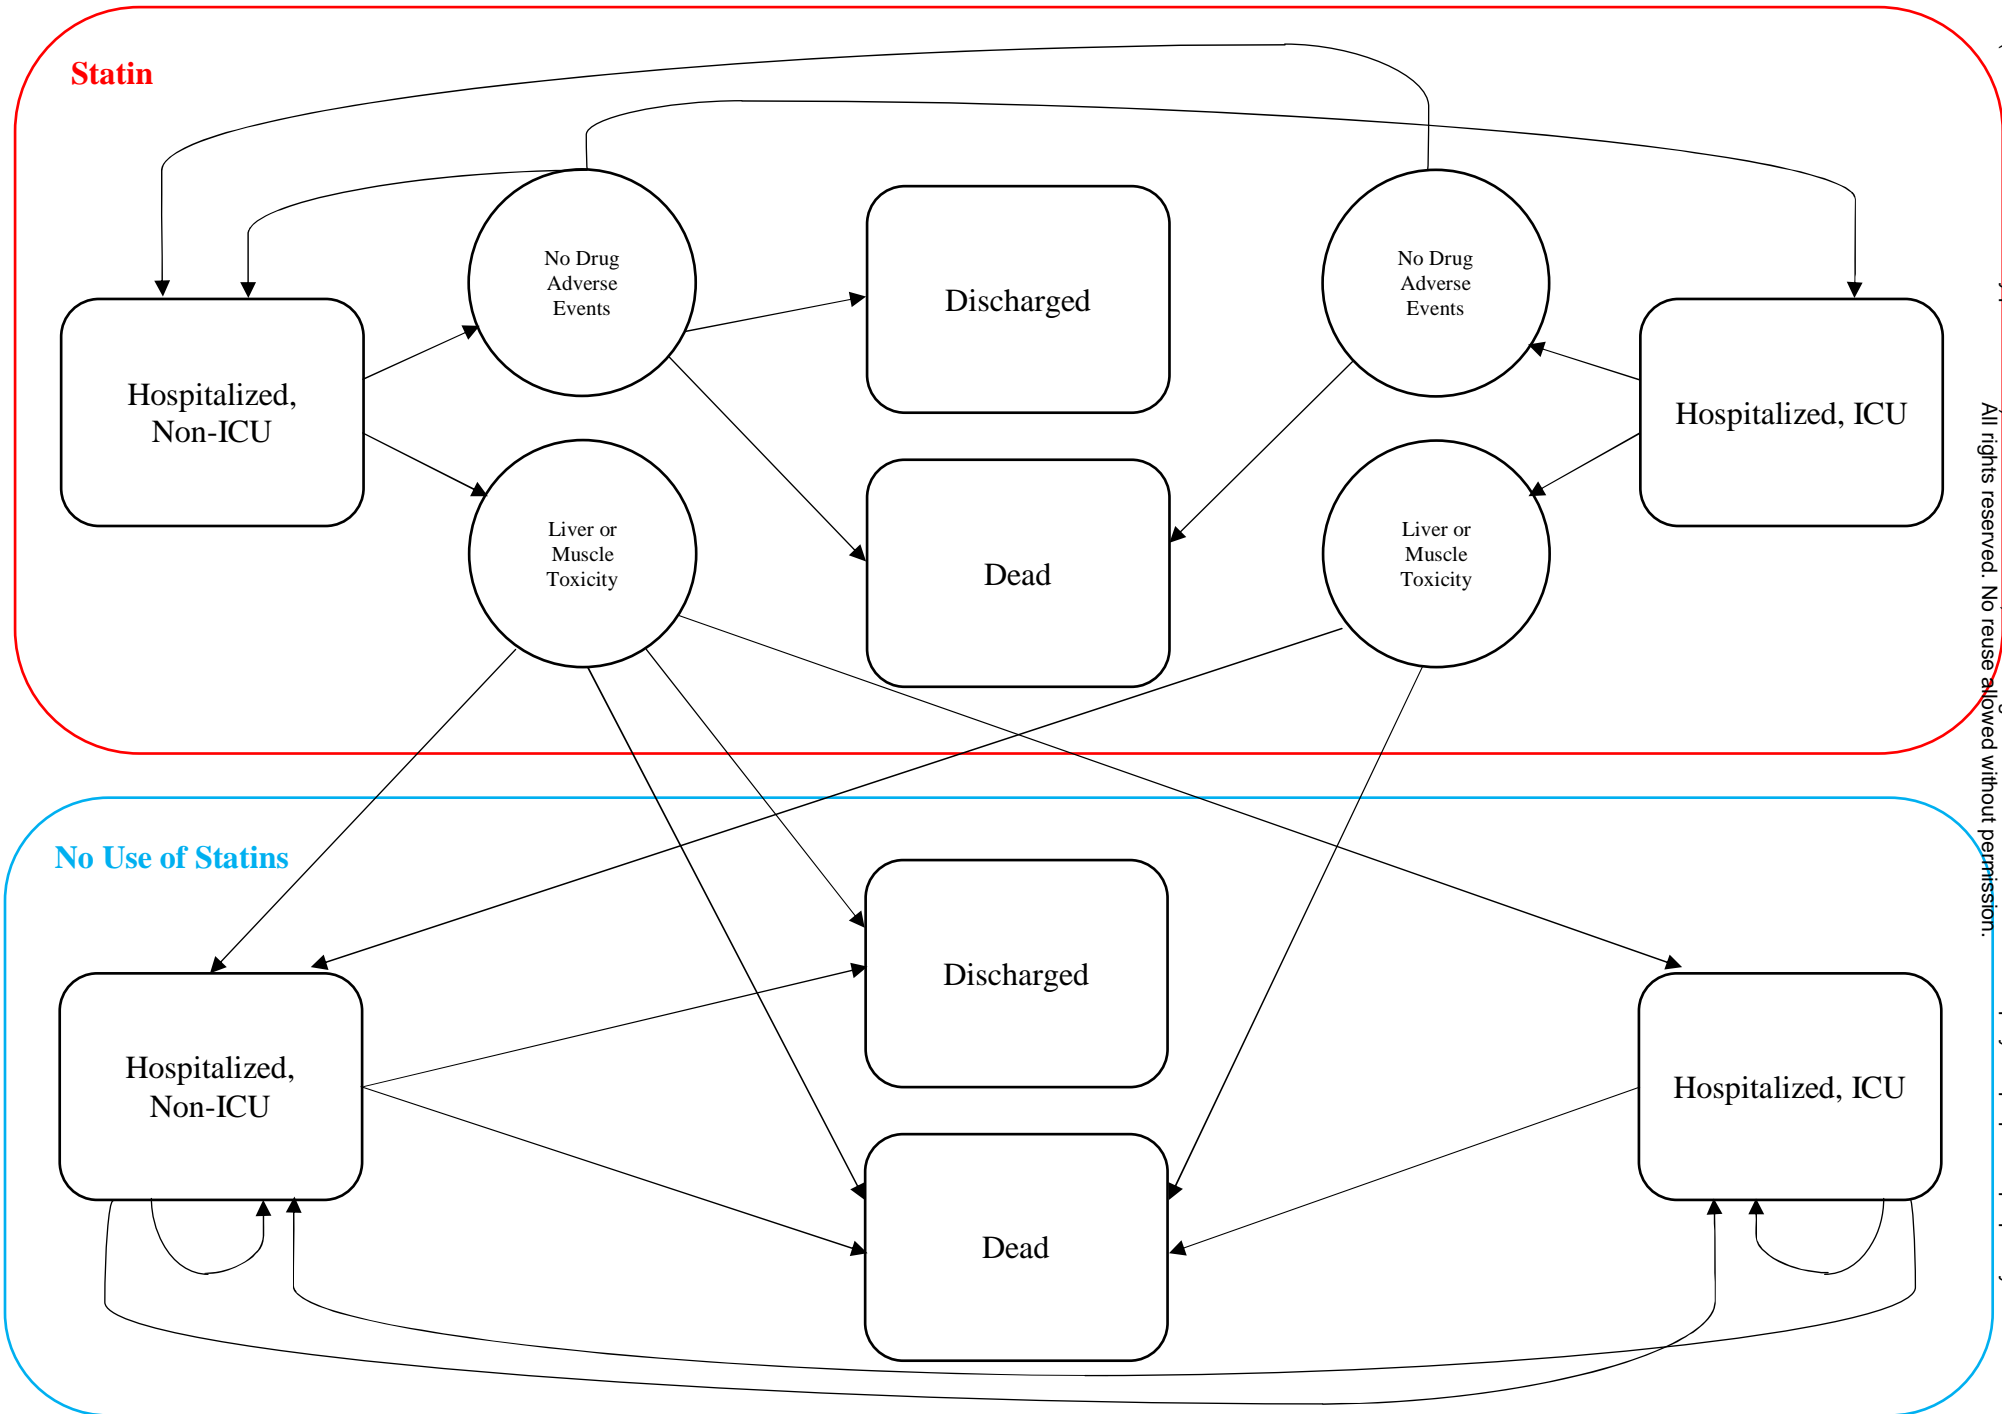 Statin
No Drug
Adverse
Events
Discharged
No Drug
Adverse
Events
Hospitalized,
Non-ICU
Hospitalized, ICU
Liver or
Muscle
Toxicity
Dead
Liver or
Muscle
Toxicity
No Use of Statins
Discharged
Hospitalized,
Non-ICU
Hospitalized, ICU
Dead
All rights reserved. No reuse allowed without permission.